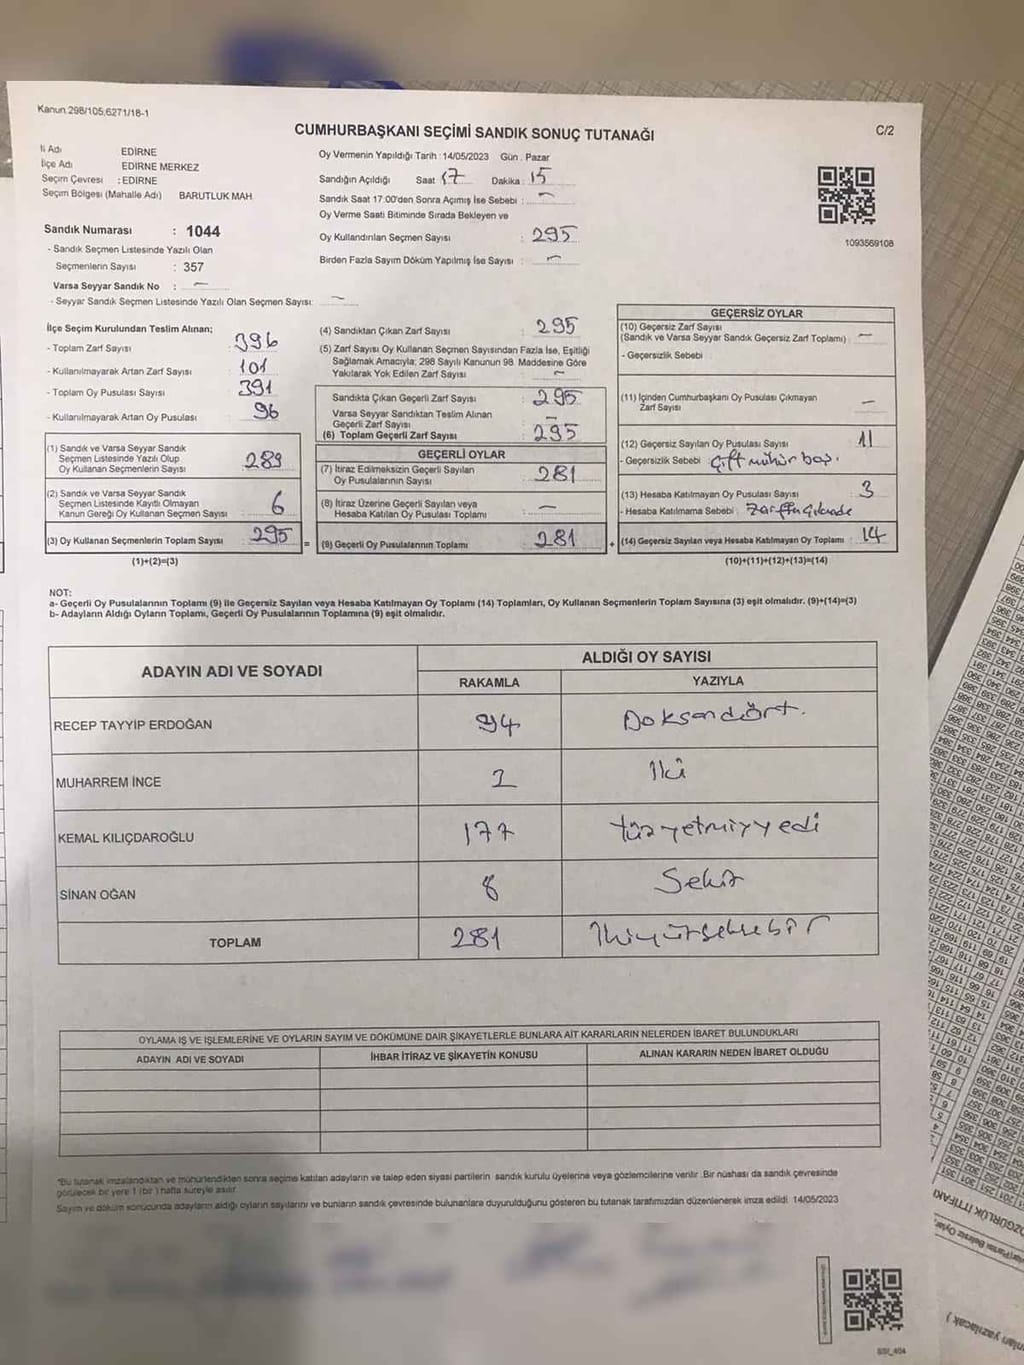 Kanun.298/105,6271/18-1
CUMHURBAŞKANI SEÇİMİ SANDIK SONUÇ TUTANAĞI
C/2
İl Adı EDİRNE
İlçe Adı EDİRNE MERKEZ
Seçim Çevresi : EDİRNE
Seçim Bölgesi (Mahalle Adı) BARUTLUK MAH
Sandık Numarası : 1044
- Sandık Seçmen Listesinde Yazılı Olan
Seçmenlerin Sayısı : 357
Varsa Seyyar Sandık No : -
- Seyyar Sandık Seçmen Listesinde Yazılı Olan Seçmen Sayısı: -
Oy Vermenin Yapıldığı Tarih : 14/05/2023 Gün : Pazar
Sandığın Açıldığı Saat 17 Dakika : 15
Sandık Saat 17.00'den Sonra Açımış İse Sebebi : -
Oy Verme Saati Bitiminde Sırada Bekleyen ve
Oy Kullandırılan Seçmen Sayısı : 295
Birden Fazla Sayım Döküm Yapılmış İse Sayısı : -
1093569108
İlçe Seçim Kurulundan Teslim Alınan;
- Toplam Zarf Sayısı : 396
- Kullanılmayarak Artan Zarf Sayısı : 101
- Toplam Oy Pusulası Sayısı : 391
- Kullanılmayarak Artan Oy Pusulası : 96
(1) Sandık ve Varsa Seyyar Sandık
Seçmen Listesinde Yazılı Olup
Oy Kullanan Seçmenlerin Sayısı : 289
(2) Sandık ve Varsa Seyyar Sandık
Seçmen Listesinde Kayıtlı Olmayan
Kanun Gereği Oy Kullanan Seçmen Sayısı : 6
(3) Oy Kullanan Seçmenlerin Toplam Sayısı : 295
(1)+(2)=(3)
(4) Sandıktan Çıkan Zarf Sayısı : 295
(5) Zarf Sayısı Oy Kullanan Seçmen Sayısından Fazla İse, Eşitliği
Sağlamak Amacıyla; 298 Sayılı Kanunun 98. Maddesine Göre
Yakılarak Yok Edilen Zarf Sayısı : -
Sandıkta Çıkan Geçerli Zarf Sayısı : 295
Varsa Seyyar Sandıktan Teslim Alınan
Geçerli Zarf Sayısı : -
(6) Toplam Geçerli Zarf Sayısı : 295
GEÇERLİ OYLAR
(7) İtiraz Edilmeksizin Geçerli Sayılan
Oy Pusulalarının Sayısı : 281
(8) İtiraz Üzerine Geçerli Sayılan veya
Hesaba Katılan Oy Pusulası Toplamı : -
= (9) Geçerli Oy Pusulalarının Toplamı : 281 +
GEÇERSİZ OYLAR
(10) Geçersiz Zarf Sayısı
(Sandık ve Varsa Seyyar Sandık Geçersiz Zarf Toplamı) : -
- Geçersizlik Sebebi :
(11) İçinden Cumhurbaşkanı Oy Pusulası Çıkmayan
Zarf Sayısı : -
(12) Geçersiz Sayılan Oy Pusulası Sayısı : 11
- Geçersizlik Sebebi : Çift mühür baş.
(13) Hesaba Katılmayan Oy Pusulası Sayısı : 3
- Hesaba Katılmama Sebebi :
(14) Geçersiz Sayılan veya Hesaba Katılmayan Oy Toplamı : 14
(10)+(11)+(12)+(13)=(14)
NOT:
a- Geçerli Oy Pusulalarının Toplamı (9) ile Geçersiz Sayılan veya Hesaba Katılmayan Oy Toplamı (14) Toplamları, Oy Kullanan Seçmenlerin Toplam Sayısına (3) eşit olmalıdır. (9)+(14)=(3)
b- Adayların Aldığı Oyların Toplamı, Geçerli Oy Pusulalarının Toplamına (9) eşit olmalıdır.
ADAYIN ADI VE SOYADI
ALDIĞI OY SAYISI
RAKAMLA YAZIYLA
RECEP TAYYİP ERDOĞAN 94 Doksandört.
MUHARREM İNCE 2 İki
KEMAL KILIÇDAROĞLU 177 yüzyetmişyedi
SİNAN OĞAN 8 Sekiz
TOPLAM 281 İkiyüzseksebir
OYLAMA İŞ VE İŞLEMLERİNE VE OYLARIN SAYIM VE DÖKÜMÜNE DAİR ŞİKAYETLERLE BUNLARA AİT KARARLARIN NELERDEN İBARET BULUNDUKLARI
ADAYIN ADI VE SOYADI İHBAR İTİRAZ VE ŞİKAYETİN KONUSU ALINAN KARARIN NEDEN İBARET OLDUĞU
*Bu tutanak imzalandıktan ve mühürlendikten sonra seçime katılan adayların ve talep eden siyasi partilerin sandık kurulu üyelerine veya gözlemcilerine verilir. Bir nüshası da sandık çevresinde
görülecek bir yere 1 (bir) hafta süreyle asılır.
Sayım ve döküm sonucunda adayların aldığı oyların sayılarını ve bunların sandık çevresinde bulunanlara duyurulduğunu gösteren bu tutanak tarafımızdan düzenlenerek imza edildi. 14/05/2023